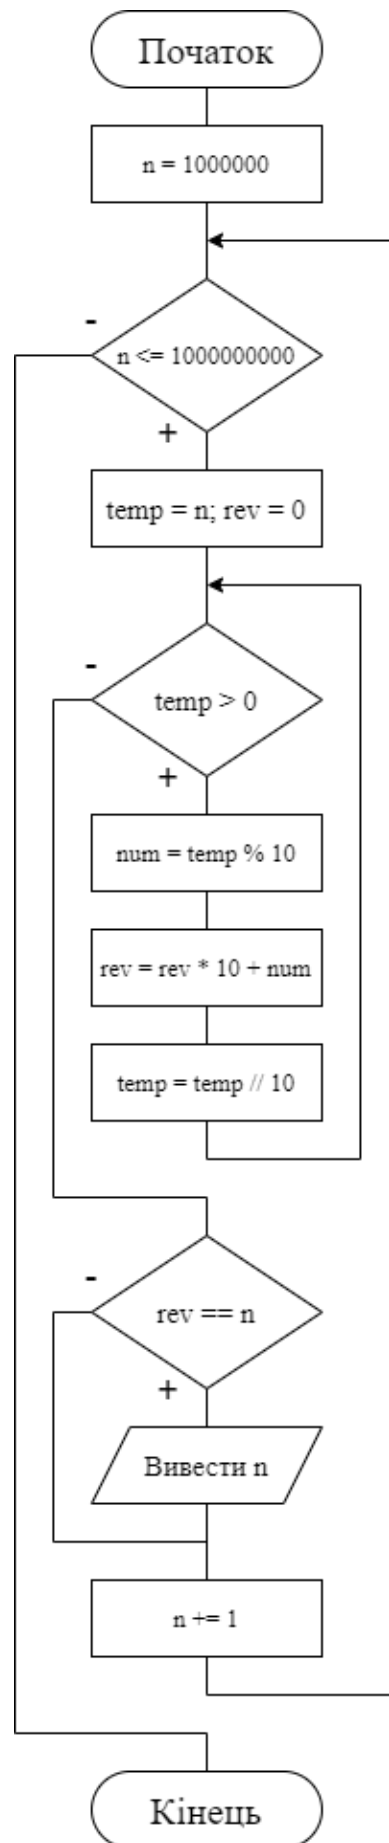 Початок
n = 1000000
-
n <= 1000000000
+
temp = n; rev = 0
-
temp > 0
+
num = temp % 10
rev = rev * 10 + num
temp = temp // 10
-
rev == n
+
Вивести n
n += 1
Кінець